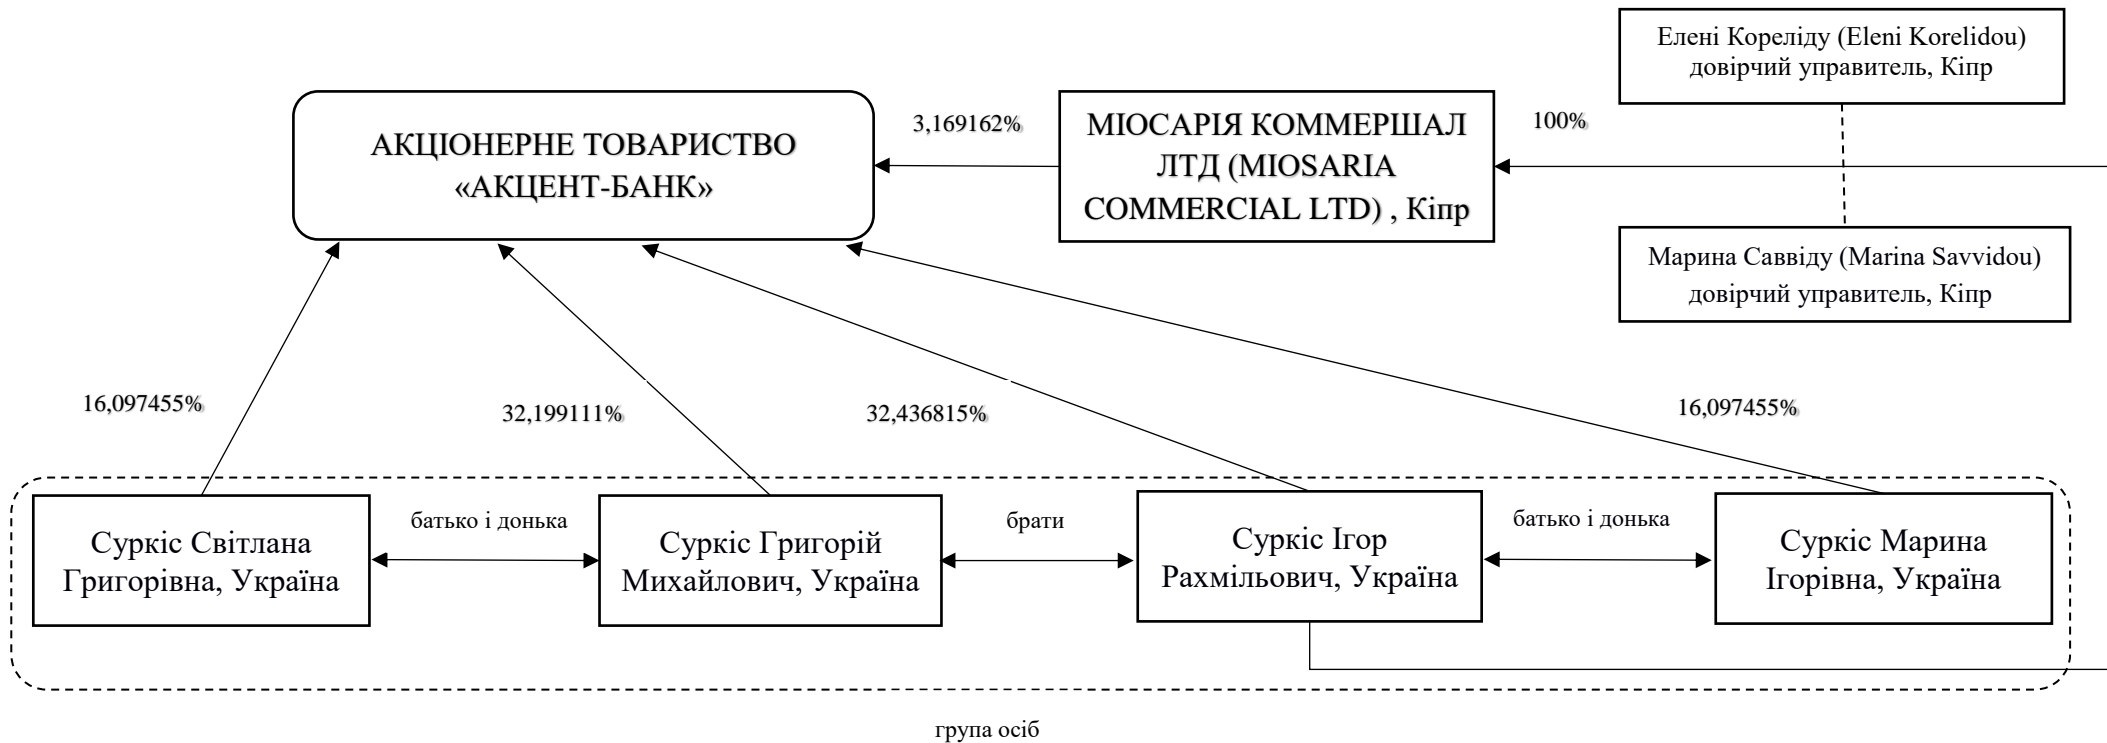 Елені Кореліду (Eleni Korelidou)
довірчий управитель, Кіпр
АКЦІОНЕРНЕ ТОВАРИСТВО
«АКЦЕНТ-БАНК»
3,169162%
МІОСАРІЯ КОММЕРШАЛ
ЛТД (MIOSARIA
COMMERCIAL LTD) , Кіпр
100%
Марина Саввіду (Marina Savvidou)
довірчий управитель, Кіпр
16,097455%
32,199111%
32,436815%
16,097455%
Суркіс Світлана
Григорівна, Україна
батько і донька
Суркіс Григорій
Михайлович, Україна
брати
Суркіс Ігор
Рахмільович, Україна
батько і донька
Суркіс Марина
Ігорівна, Україна
група осіб